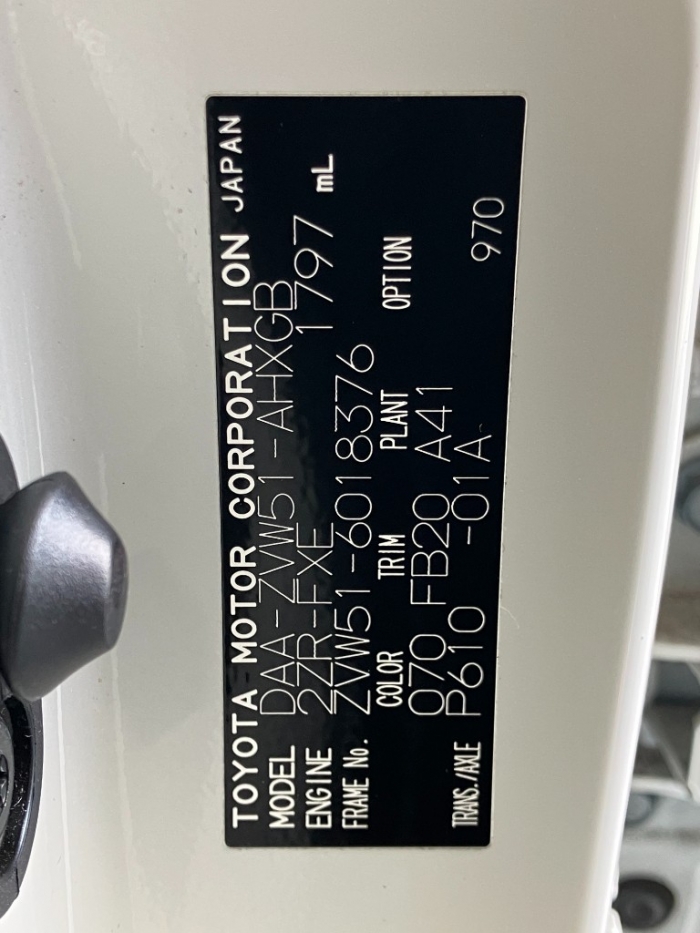 TOYOTA MOTOR CORPORATION JAPAN
MODEL DAA-ZVW51-AHXGB
ENGINE 2ZR-FXE 1797 mL
FRAME No. ZVW51-6018376
COLOR TRIM PLANT OPTION
070 FB20 A41
TRANS./AXLE P610 -01A 970